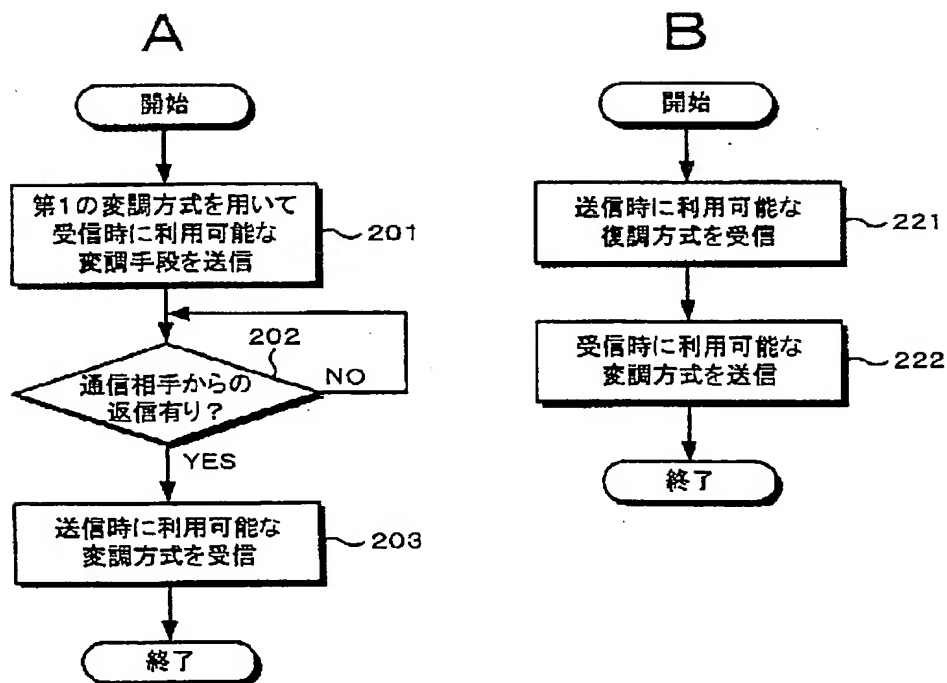 A
開始
第1の変調方式を用いて
受信時に利用可能な
変調手段を送信
201
202
通信相手からの
返信有り?
NO
YES
送信時に利用可能な
変調方式を受信
203
終了
B
開始
送信時に利用可能な
復調方式を受信
221
受信時に利用可能な
変調方式を送信
222
終了